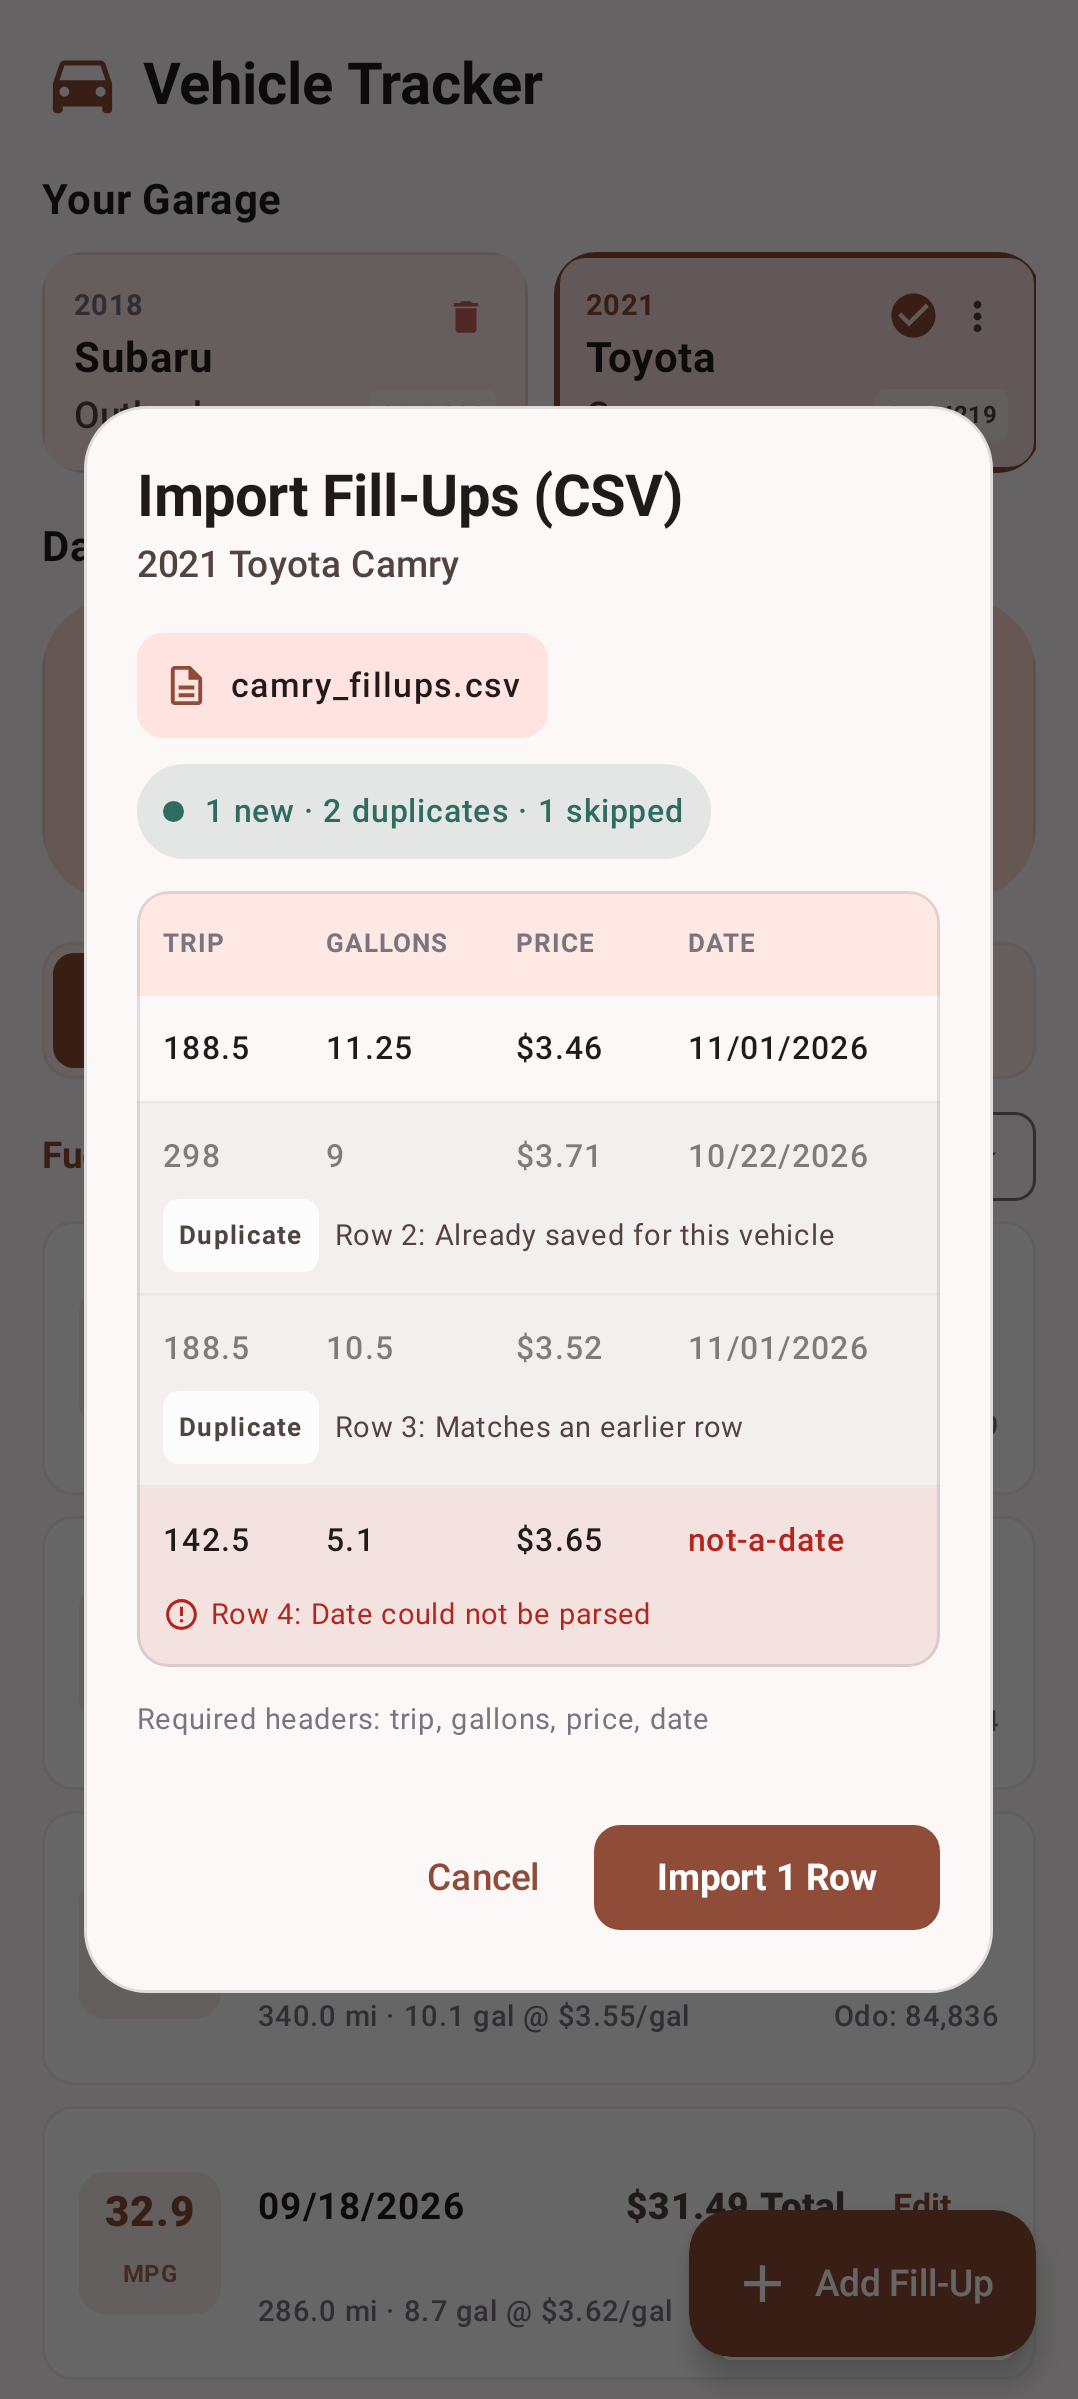 Vehicle Tracker
Your Garage
2018
Subaru
2021
Toyota
Import Fill-Ups (CSV)
2021 Toyota Camry
camry_fillups.csv
1 new · 2 duplicates · 1 skipped
TRIP GALLONS PRICE DATE
188.5 11.25 $3.46 11/01/2026
298 9 $3.71 10/22/2026
Duplicate Row 2: Already saved for this vehicle
188.5 10.5 $3.52 11/01/2026
Duplicate Row 3: Matches an earlier row
142.5 5.1 $3.65 not-a-date
Row 4: Date could not be parsed
Required headers: trip, gallons, price, date
Cancel Import 1 Row
340.0 mi · 10.1 gal @ $3.55/gal Odo: 84,836
32.9 09/18/2026 $31.49 Total Edit
MPG
286.0 mi · 8.7 gal @ $3.62/gal
Add Fill-Up